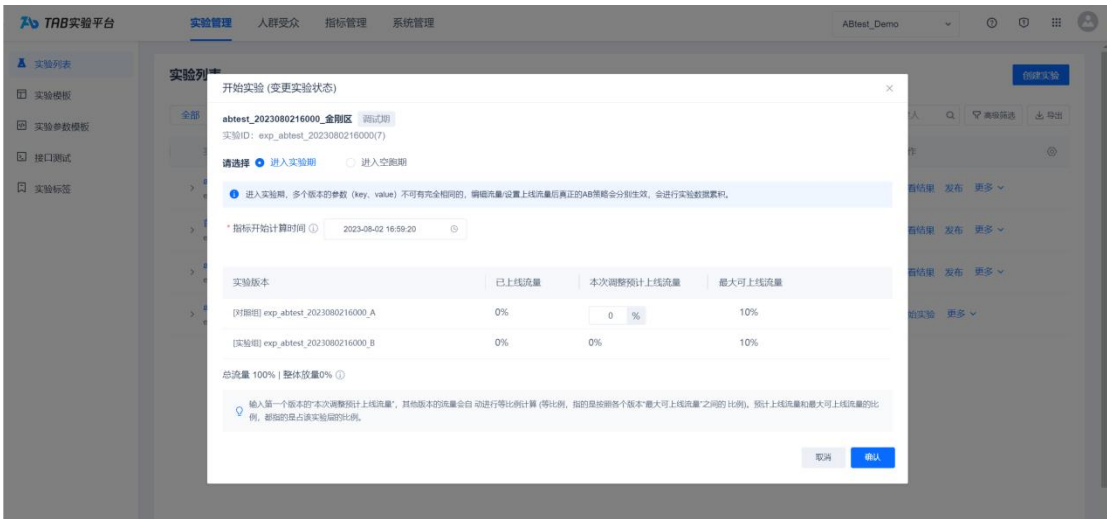 TAB实验平台
实验管理 人群受众 指标管理 系统管理
ABtest_Demo
实验列表
实验模板
实验参数模板
接口测试
实验标签
实验列表
创建实验
全部
高级筛选
导出
开始实验 (变更实验状态)
abtest_2023080216000_金刚区 调试期
实验ID: exp_abtest_2023080216000(7)
请选择 进入实验期 进入空跑期
进入实验期，多个版本的参数（key，value）不可有完全相同的，编辑流量/设置上线流量后真正的AB策略会分别生效，会进行实验数据累积。
* 指标开始计算时间 2023-08-02 16:59:20
实验版本 已上线流量 本次调整预计上线流量 最大可上线流量
[对照组] exp_abtest_2023080216000_A 0% 0 % 10%
[实验组] exp_abtest_2023080216000_B 0% 0% 10%
总流量 100% | 整体放量0%
输入第一个版本的“本次调整预计上线流量”，其他版本的流量会自 动进行等比例计算 (等比例，指的是按照各个版本“最大可上线流量”之间的 比例)。预计上线流量和最大可上线流量的比
例，都指的是占该实验层的比例。
取消 确认
看结果 发布 更多
看结果 发布 更多
看结果 发布 更多
始实验 更多